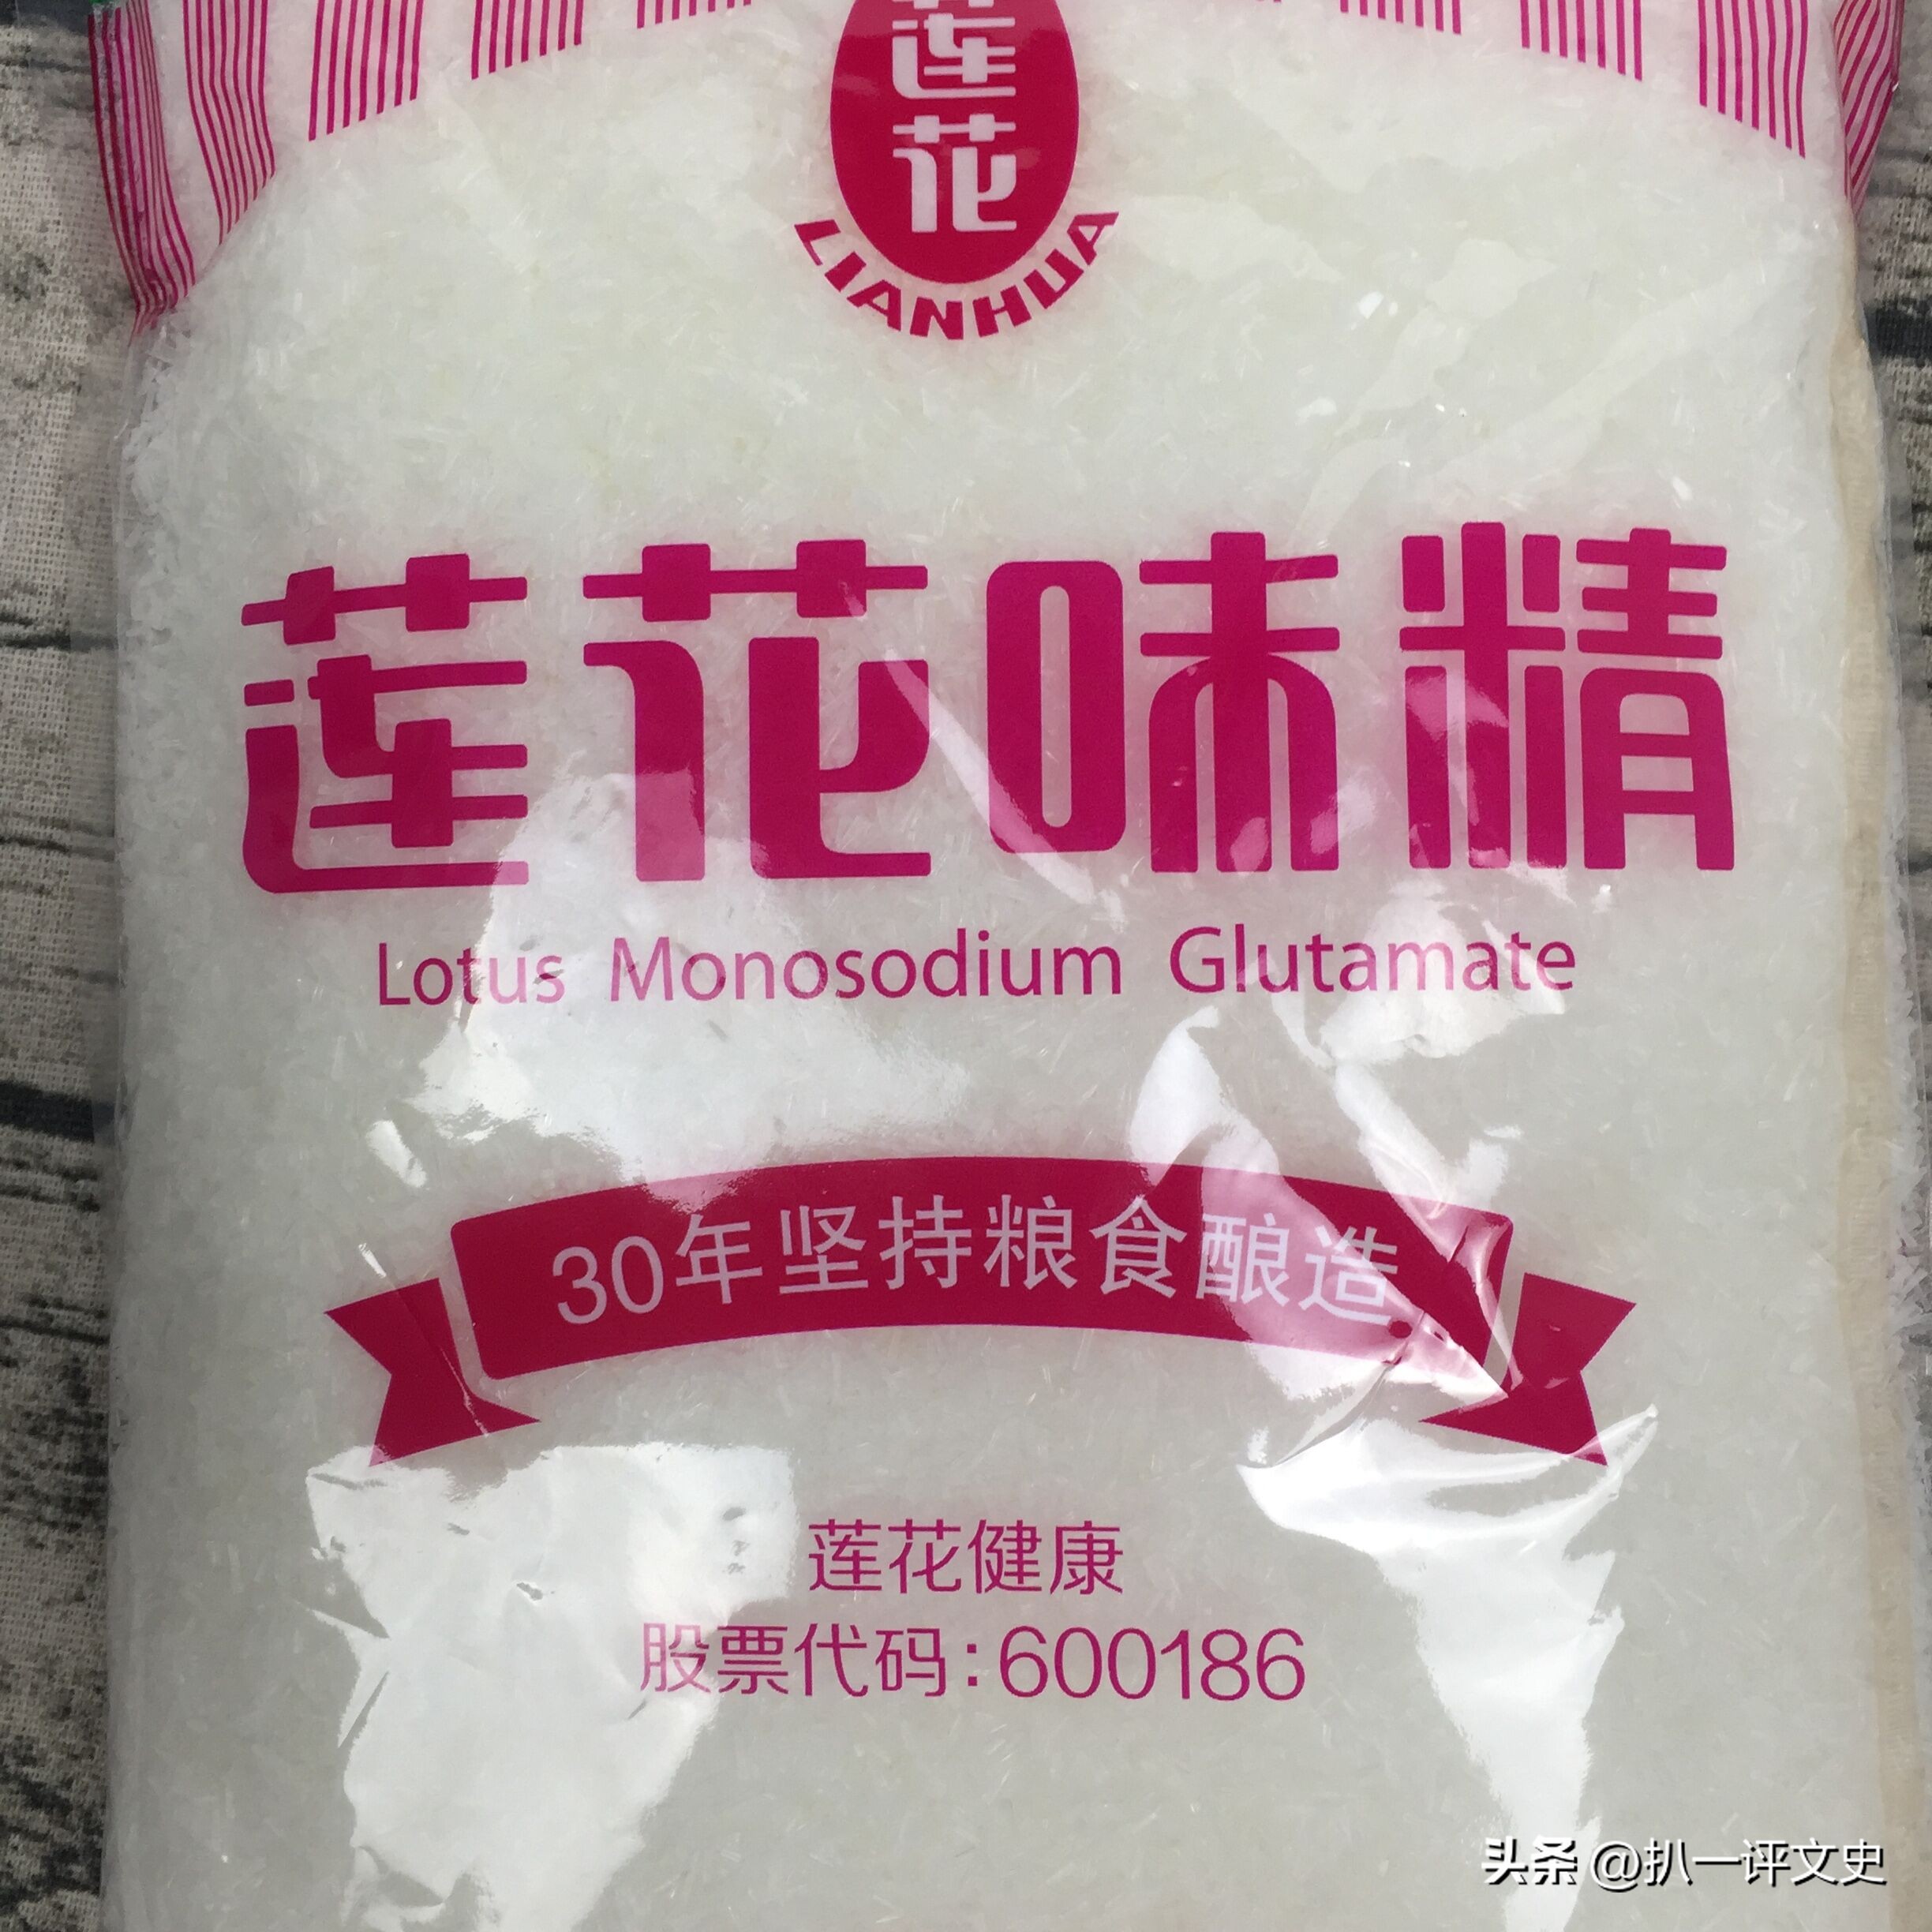 莲花
LIANHUA
莲花味精
Lotus Monosodium Glutamate
30年坚持粮食酿造
莲花健康
股票代码:600186
头条 @扒一评文史